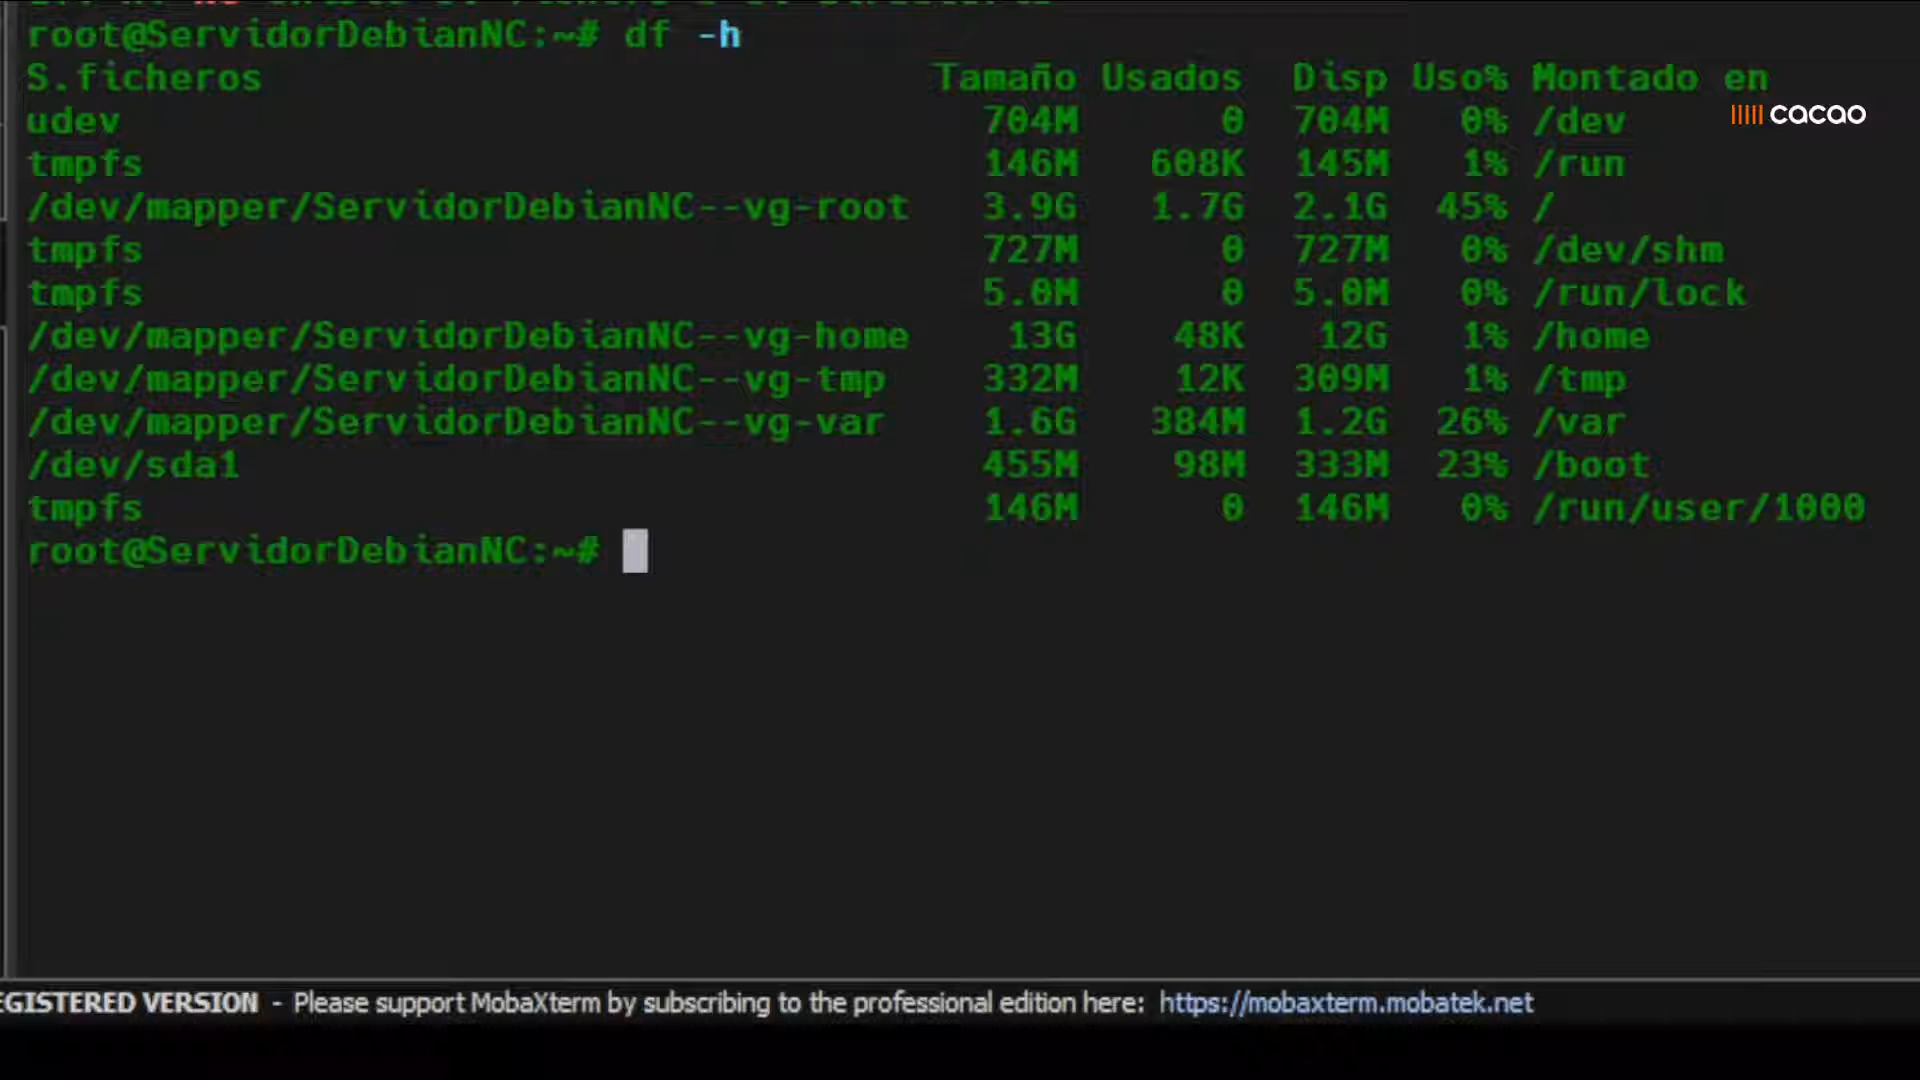 root@ServidorDebianNC:~# df -h
S.ficheros Tamaño Usados Disp Uso% Montado en
udev 704M 0 704M 0% /dev
cacao
tmpfs 146M 608K 145M 1% /run
/dev/mapper/ServidorDebianNC--vg-root 3.9G 1.7G 2.1G 45% /
tmpfs 727M 0 727M 0% /dev/shm
tmpfs 5.0M 0 5.0M 0% /run/lock
/dev/mapper/ServidorDebianNC--vg-home 13G 48K 12G 1% /home
/dev/mapper/ServidorDebianNC--vg-tmp 332M 12K 309M 1% /tmp
/dev/mapper/ServidorDebianNC--vg-var 1.6G 384M 1.2G 26% /var
/dev/sda1 455M 98M 333M 23% /boot
tmpfs 146M 0 146M 0% /run/user/1000
root@ServidorDebianNC:~#
EGISTERED VERSION - Please support MobaXterm by subscribing to the professional edition here: https://mobaxterm.mobatek.net